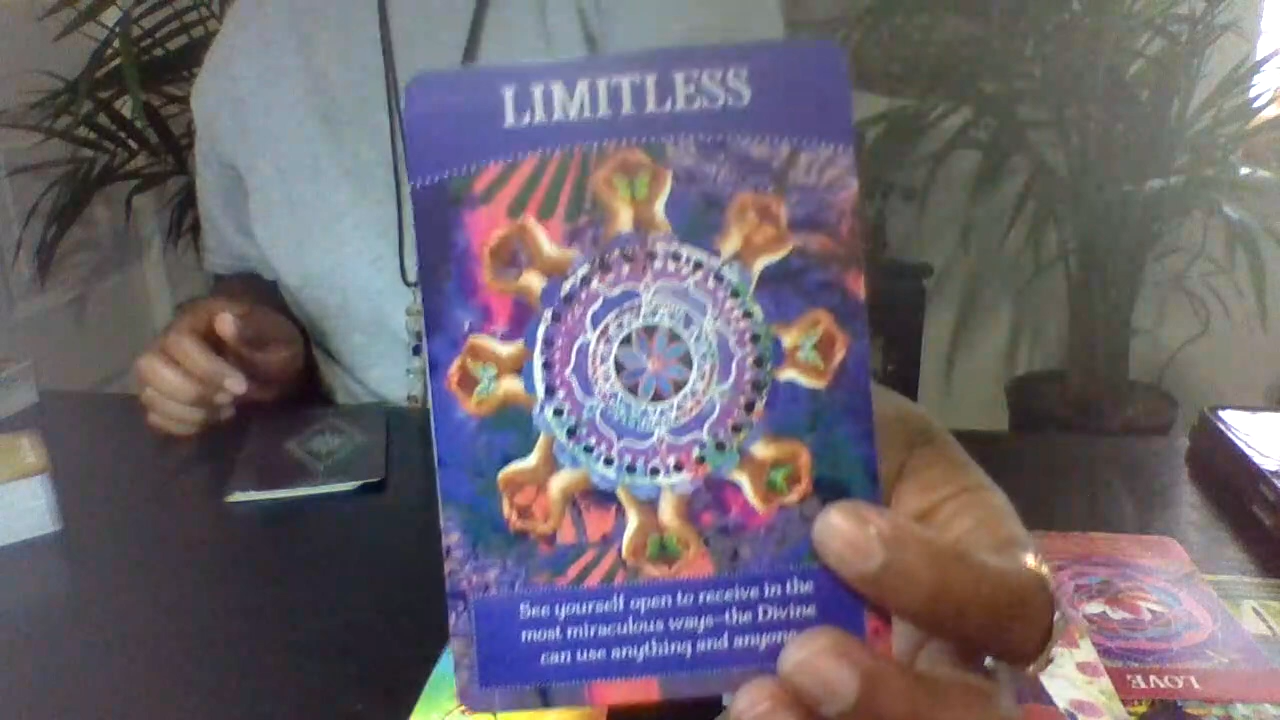 LIMITLESS
See yourself open to receive in the
most miraculous ways—the Divine
can use anything and anyone
LOVE